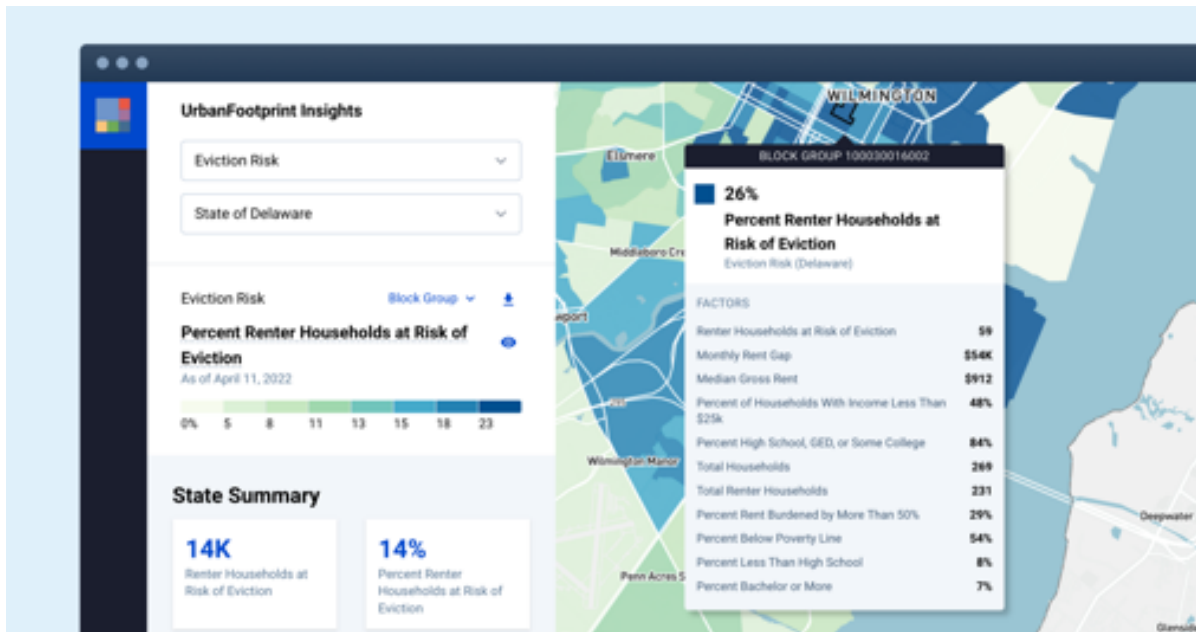 UrbanFootprint Insights
Eviction Risk
State of Delaware
Eviction Risk
Block Group
Percent Renter Households at Risk of
Eviction
As of April 11, 2022
0% 5 8 11 13 15 18 23
State Summary
14K
Renter Households at
Risk of Eviction
14%
Percent Renter
Households at Risk of
Eviction
WILMINGTON
Elsmere
Middleboro Cre
wport
295
Wilmington Manor
Penn Acres S
Deepwater
BLOCK GROUP 100030016002
26%
Percent Renter Households at
Risk of Eviction
Eviction Risk (Delaware)
FACTORS
Renter Households at Risk of Eviction 59
Monthly Rent Gap $54K
Median Gross Rent $912
Percent of Households With Income Less Than 48%
$25k
Percent High School, GED, or Some College 84%
Total Households 269
Total Renter Households 231
Percent Rent Burdened by More Than 50% 29%
Percent Below Poverty Line 54%
Percent Less Than High School 8%
Percent Bachelor or More 7%